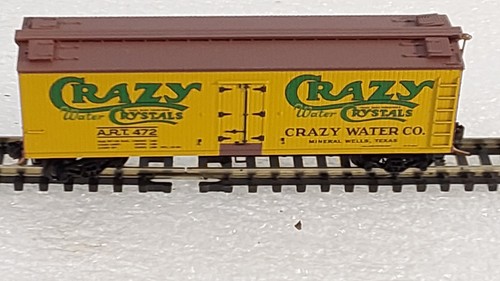 CRAZY
Water CRYSTALS
A.R.T. 472
CRAZY
Water CRYSTALS
CRAZY WATER CO.
MINERAL WELLS, TEXAS